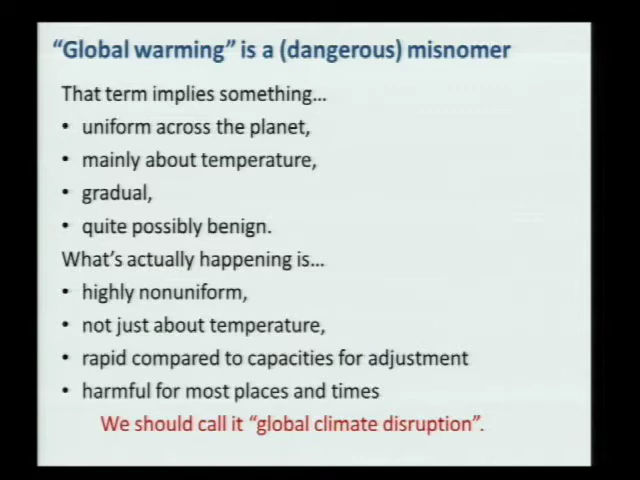 “Global warming” is a (dangerous) misnomer
That term implies something…
• uniform across the planet,
• mainly about temperature,
• gradual,
• quite possibly benign.
What’s actually happening is…
• highly nonuniform,
• not just about temperature,
• rapid compared to capacities for adjustment
• harmful for most places and times
We should call it “global climate disruption”.